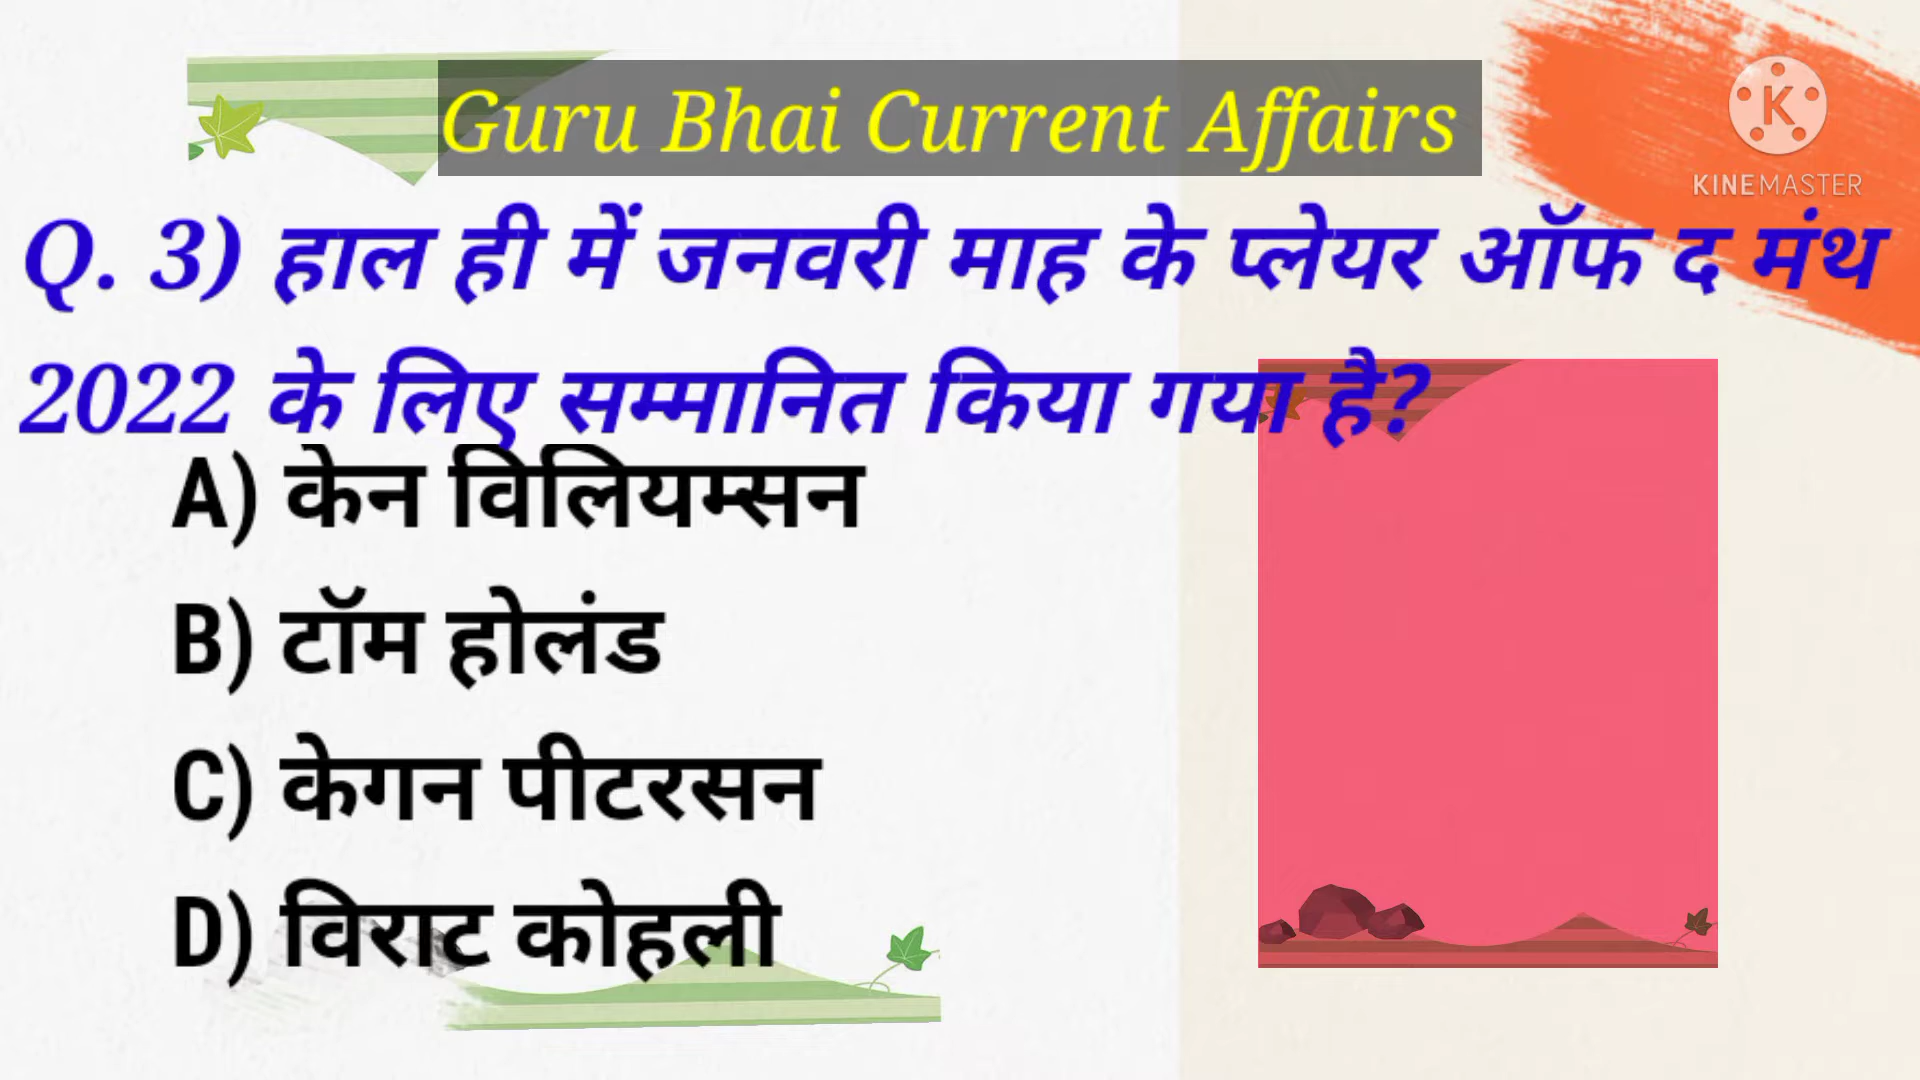 Guru Bhai Current Affairs
KINEMASTER
Q. 3) हाल ही में जनवरी माह के प्लेयर ऑफ द मंथ
2022 के लिए सम्मानित किया गया है?
A) केन विलियम्सन
B) टॉम होलंड
C) केगन पीटरसन
D) विराट कोहली